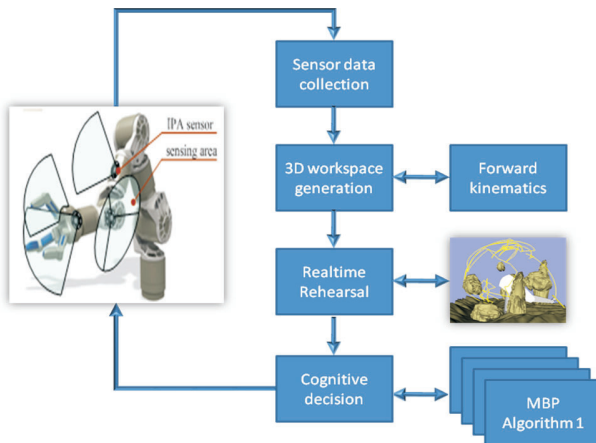 Sensor data
collection
IPA sensor
sensing area
3D workspace
generation
Forward
kinematics
Realtime
Rehearsal
Cognitive
decision
MBP
Algorithm 1